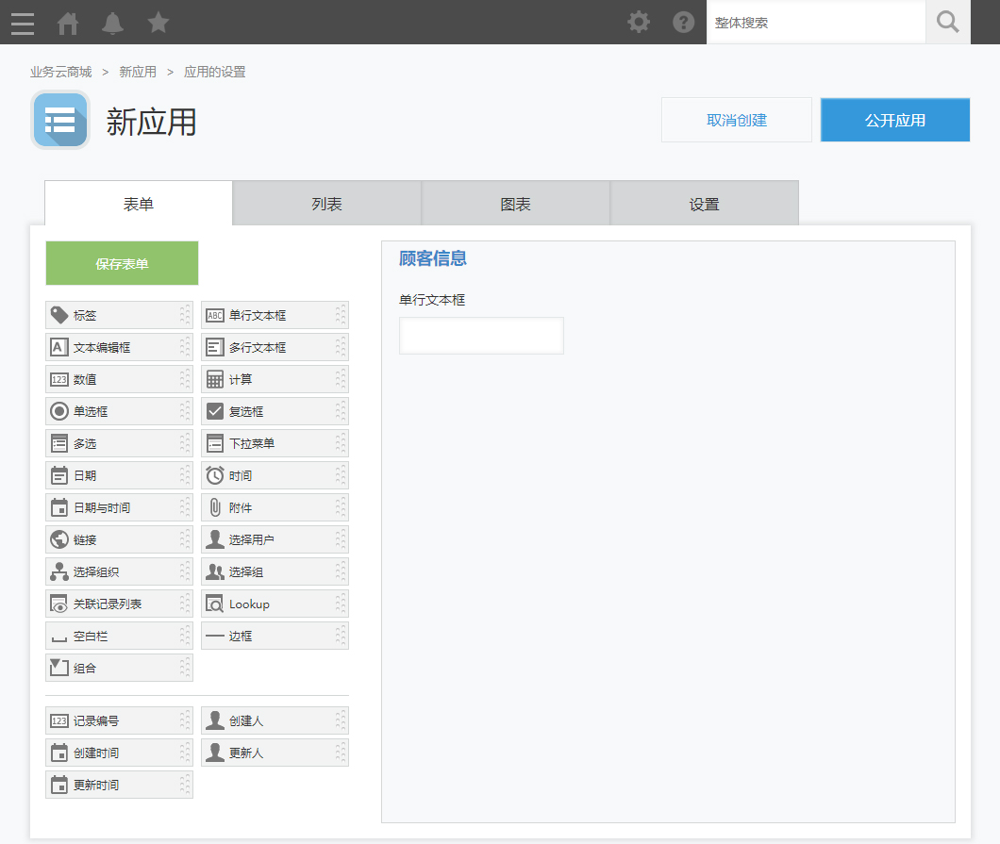 整体搜索
业务云商城 > 新应用 > 应用的设置
新应用
取消创建
公开应用
表单
列表
图表
设置
保存表单
顾客信息
单行文本框
标签
ABC 单行文本框
A 文本编辑框
多行文本框
123 数值
计算
单选框
复选框
多选
下拉菜单
日期
时间
日期与时间
附件
链接
选择用户
选择组织
选择组
关联记录列表
Lookup
空白栏
边框
组合
123 记录编号
创建人
创建时间
更新人
更新时间